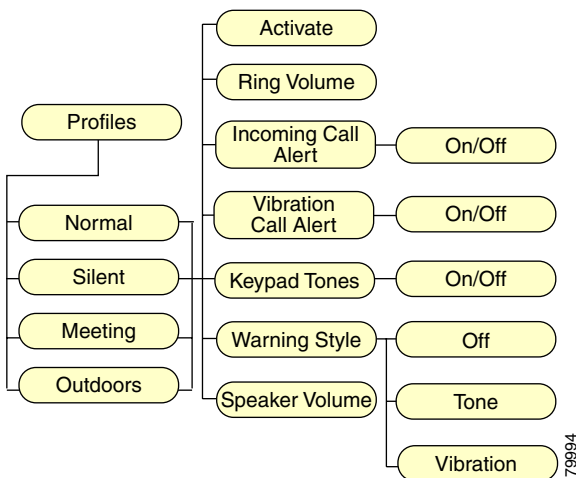 Profiles
Normal
Silent
Meeting
Outdoors
Activate
Ring Volume
Incoming Call
Alert
On/Off
Vibration
Call Alert
On/Off
Keypad Tones
On/Off
Warning Style
Off
Tone
Vibration
Speaker Volume
79994